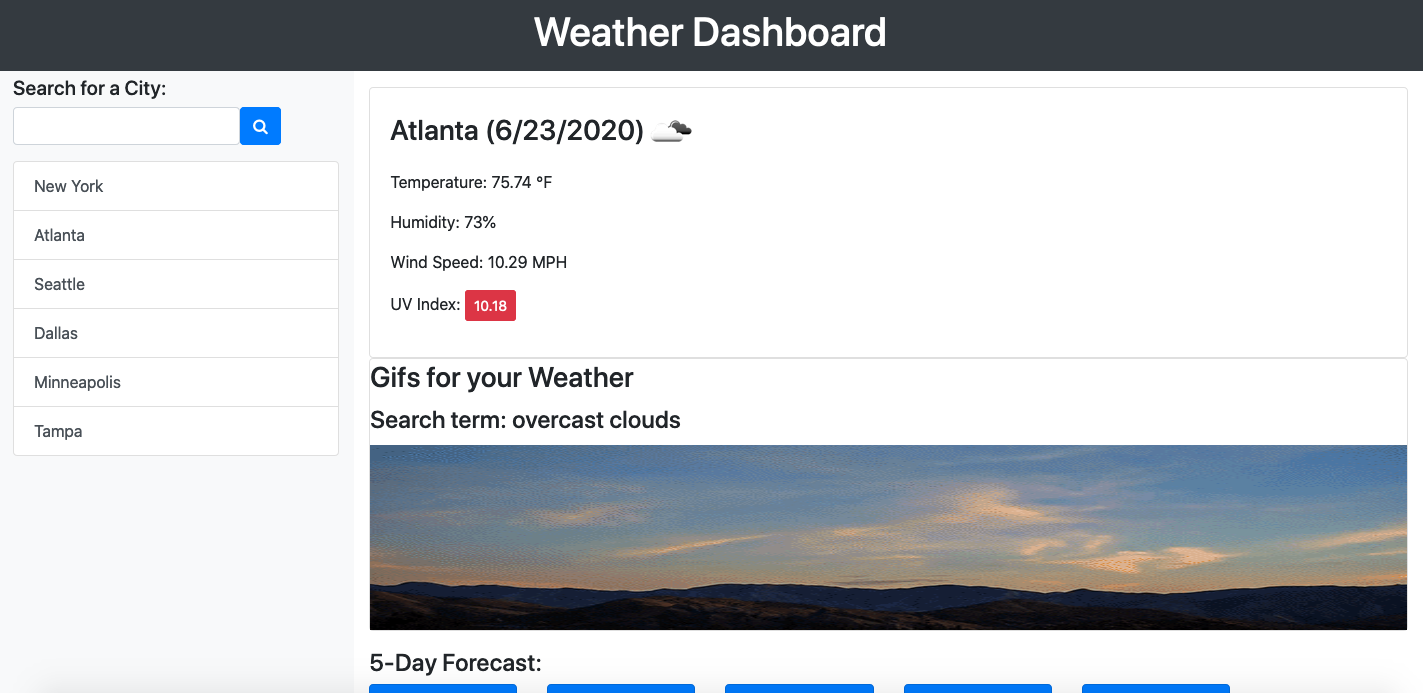 Weather Dashboard
Search for a City:
New York
Atlanta
Seattle
Dallas
Minneapolis
Tampa
Atlanta (6/23/2020)
Temperature: 75.74 °F
Humidity: 73%
Wind Speed: 10.29 MPH
UV Index: 10.18
Gifs for your Weather
Search term: overcast clouds
5-Day Forecast: